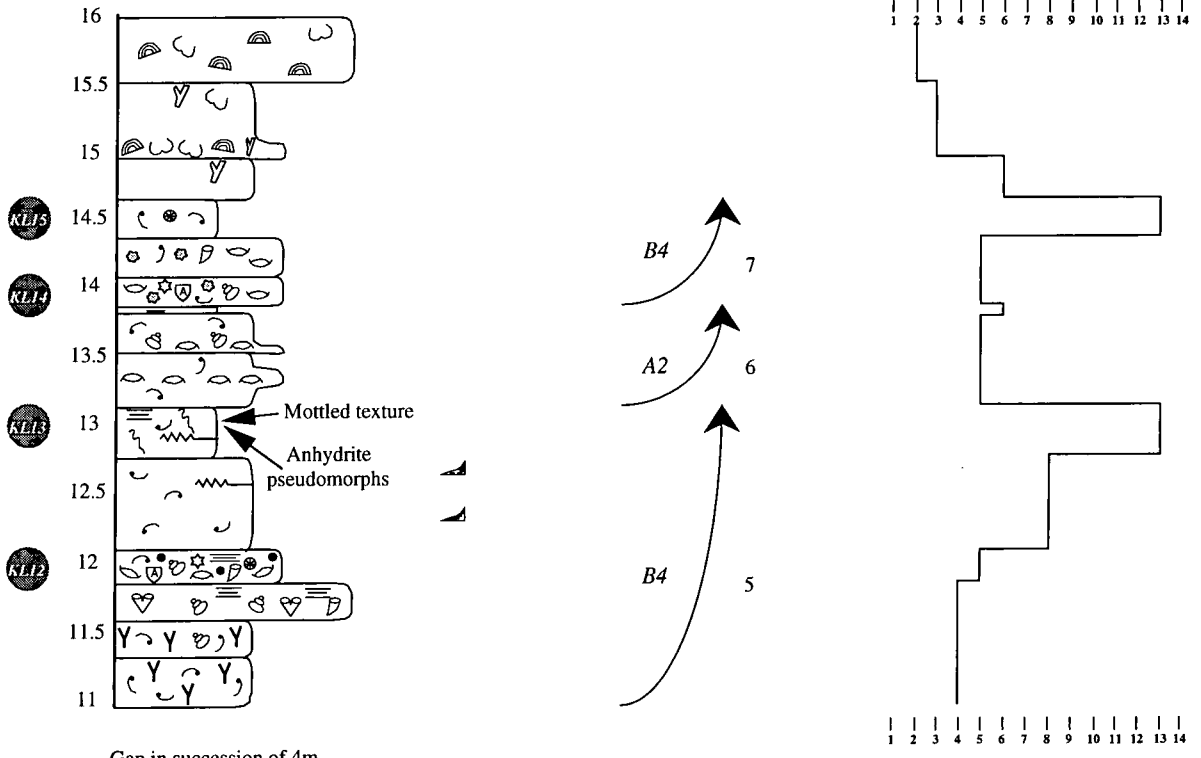 16
1 2 3 4 5 6 7 8 9 10 11 12 13 14
15.5
15
KL15
14.5
B4
7
KL14
14
A
13.5
A2
6
KL13
13
Mottled texture
Anhydrite
pseudomorphs
12.5
KL12
12
A
B4
5
11.5
11
1 2 3 4 5 6 7 8 9 10 11 12 13 14
Gap in succession of 4m